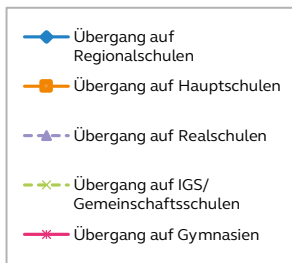 Übergang auf
Regionalschulen
Übergang auf Hauptschulen
Übergang auf Realschulen
Übergang auf IGS/
Gemeinschaftsschulen
Übergang auf Gymnasien